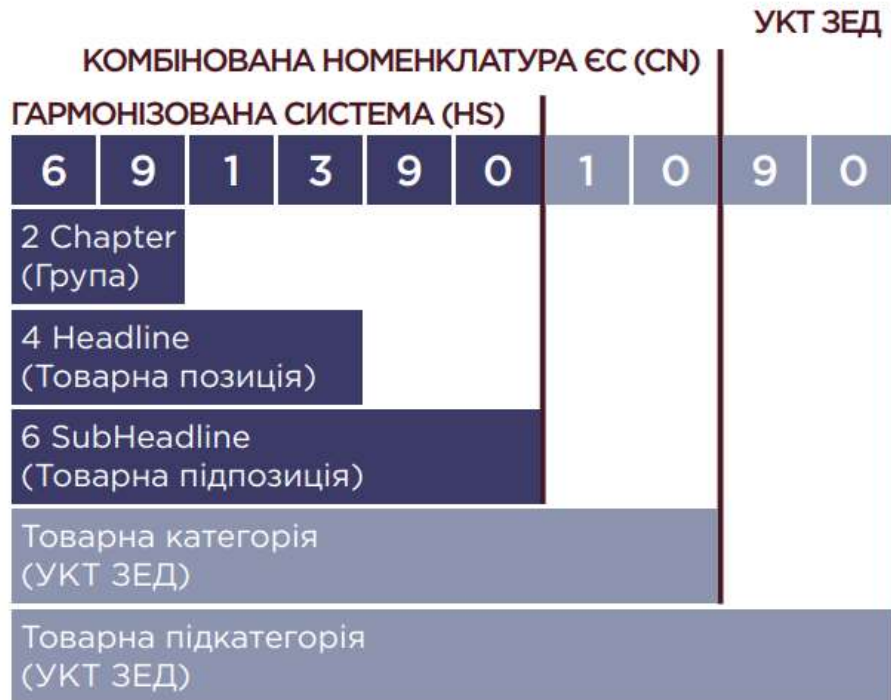 УКТ ЗЕД
КОМБІНОВАНА НОМЕНКЛАТУРА ЄС (CN)
ГАРМОНІЗОВАНА СИСТЕМА (HS)
6 9 1 3 9 0 1 0 9 0
2 Chapter
(Група)
4 Headline
(Товарна позиція)
6 SubHeadline
(Товарна підпозиція)
Товарна категорія
(УКТ ЗЕД)
Товарна підкатегорія
(УКТ ЗЕД)